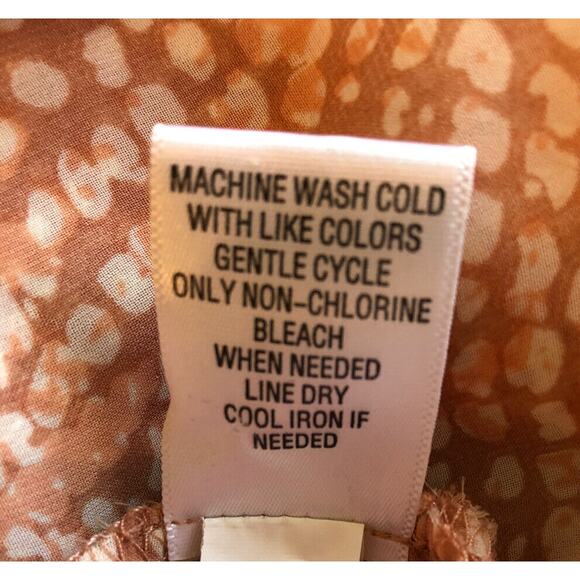 MACHINE WASH COLD
WITH LIKE COLORS
GENTLE CYCLE
ONLY NON-CHLORINE
BLEACH
WHEN NEEDED
LINE DRY
COOL IRON IF
NEEDED